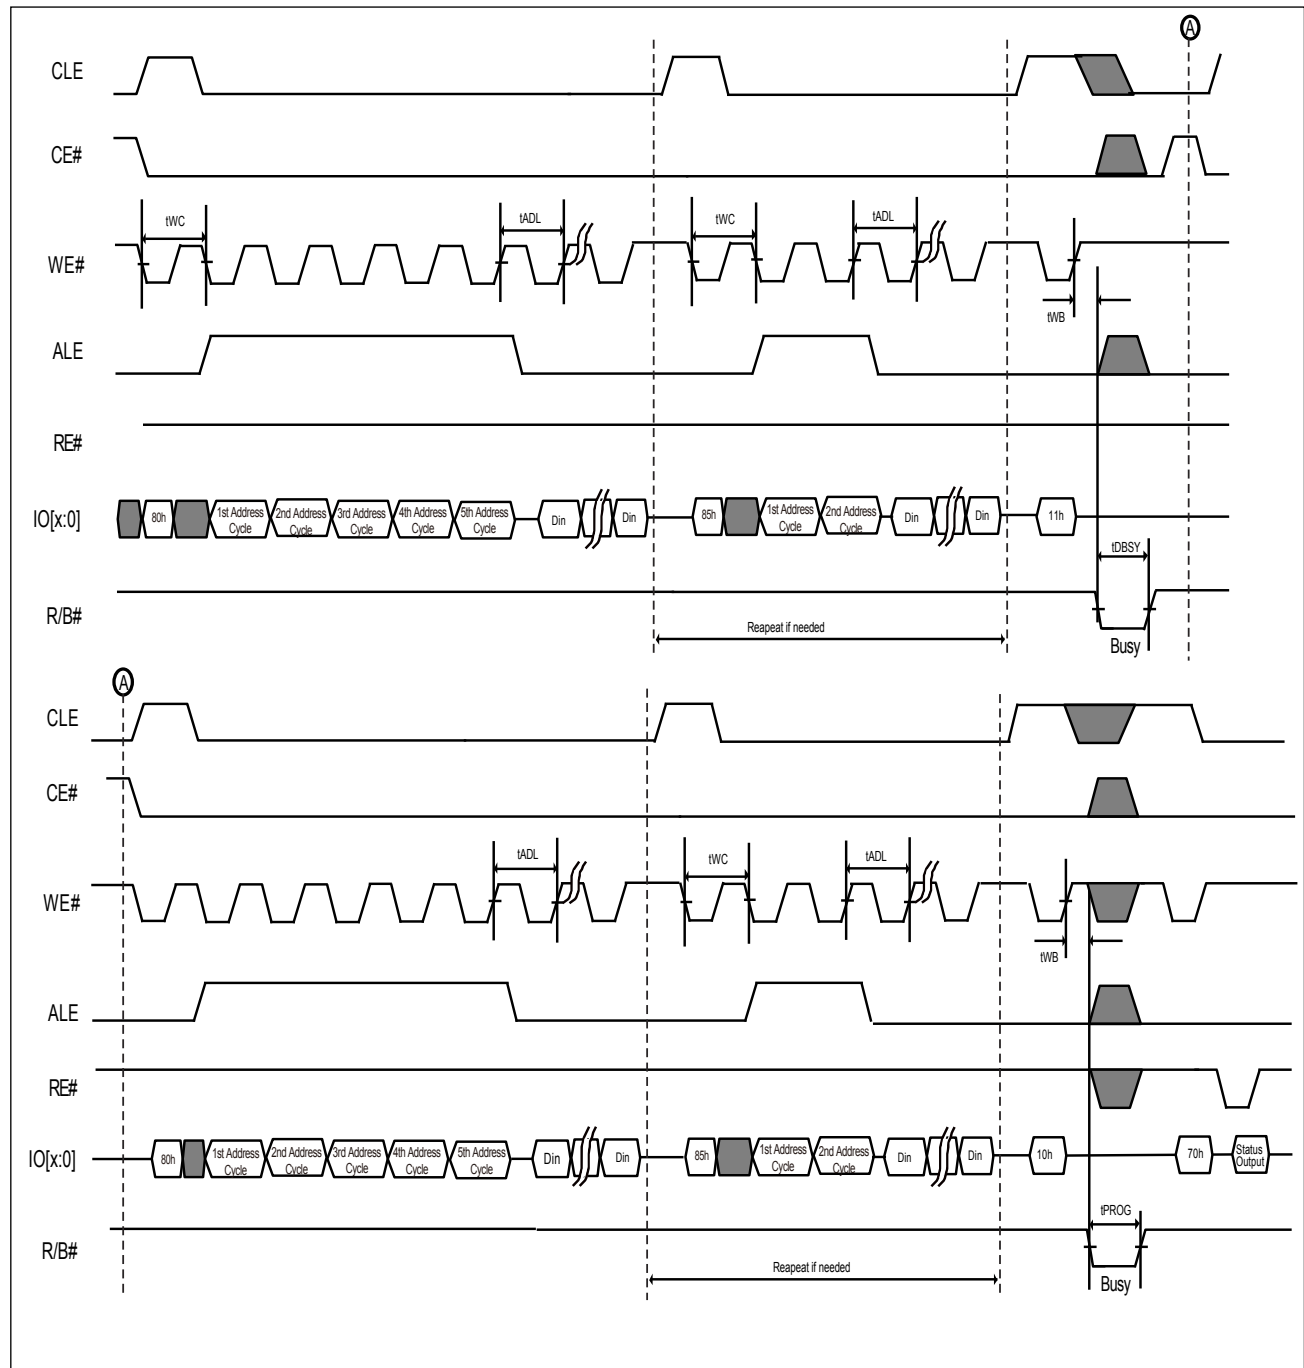 A
CLE
CE#
tWC
tADL
tWC
tADL
WE#
tWB
ALE
RE#
IO[x:0]
80h
1st Address Cycle
2nd Address Cycle
3rd Address Cycle
4th Address Cycle
5th Address Cycle
Din
Din
85h
1st Address Cycle
2nd Address Cycle
Din
Din
11h
tDBSY
R/B#
Reapeat if needed
Busy
A
CLE
CE#
tADL
tWC
tADL
WE#
tWB
ALE
RE#
IO[x:0]
80h
1st Address Cycle
2nd Address Cycle
3rd Address Cycle
4th Address Cycle
5th Address Cycle
Din
Din
85h
1st Address Cycle
2nd Address Cycle
Din
Din
10h
70h
Status Output
tPROG
R/B#
Reapeat if needed
Busy